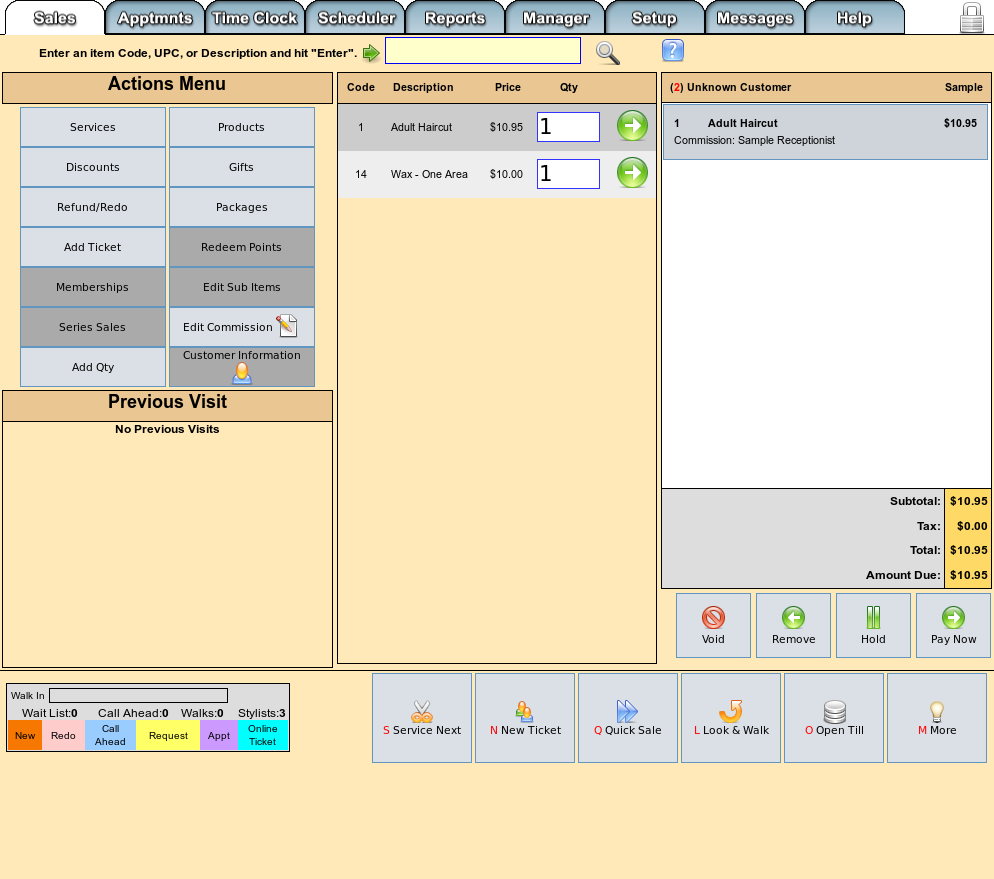 Sales Apptmnts Time Clock Scheduler Reports Manager Setup Messages Help
Enter an item Code, UPC, or Description and hit "Enter".
?
Actions Menu
Services Products
Discounts Gifts
Refund/Redo Packages
Add Ticket Redeem Points
Memberships Edit Sub Items
Series Sales Edit Commission
Add Qty Customer Information
Previous Visit
No Previous Visits
Code Description Price Qty
1 Adult Haircut $10.95 1
14 Wax - One Area $10.00 1
(2) Unknown Customer Sample
1 Adult Haircut $10.95
Commission: Sample Receptionist
Subtotal: $10.95
Tax: $0.00
Total: $10.95
Amount Due: $10.95
Void Remove Hold Pay Now
Walk In
Wait List:0 Call Ahead:0 Walks:0 Stylists:3
New Redo Call Ahead Request Appt Online Ticket
S Service Next N New Ticket Q Quick Sale L Look & Walk O Open Till M More